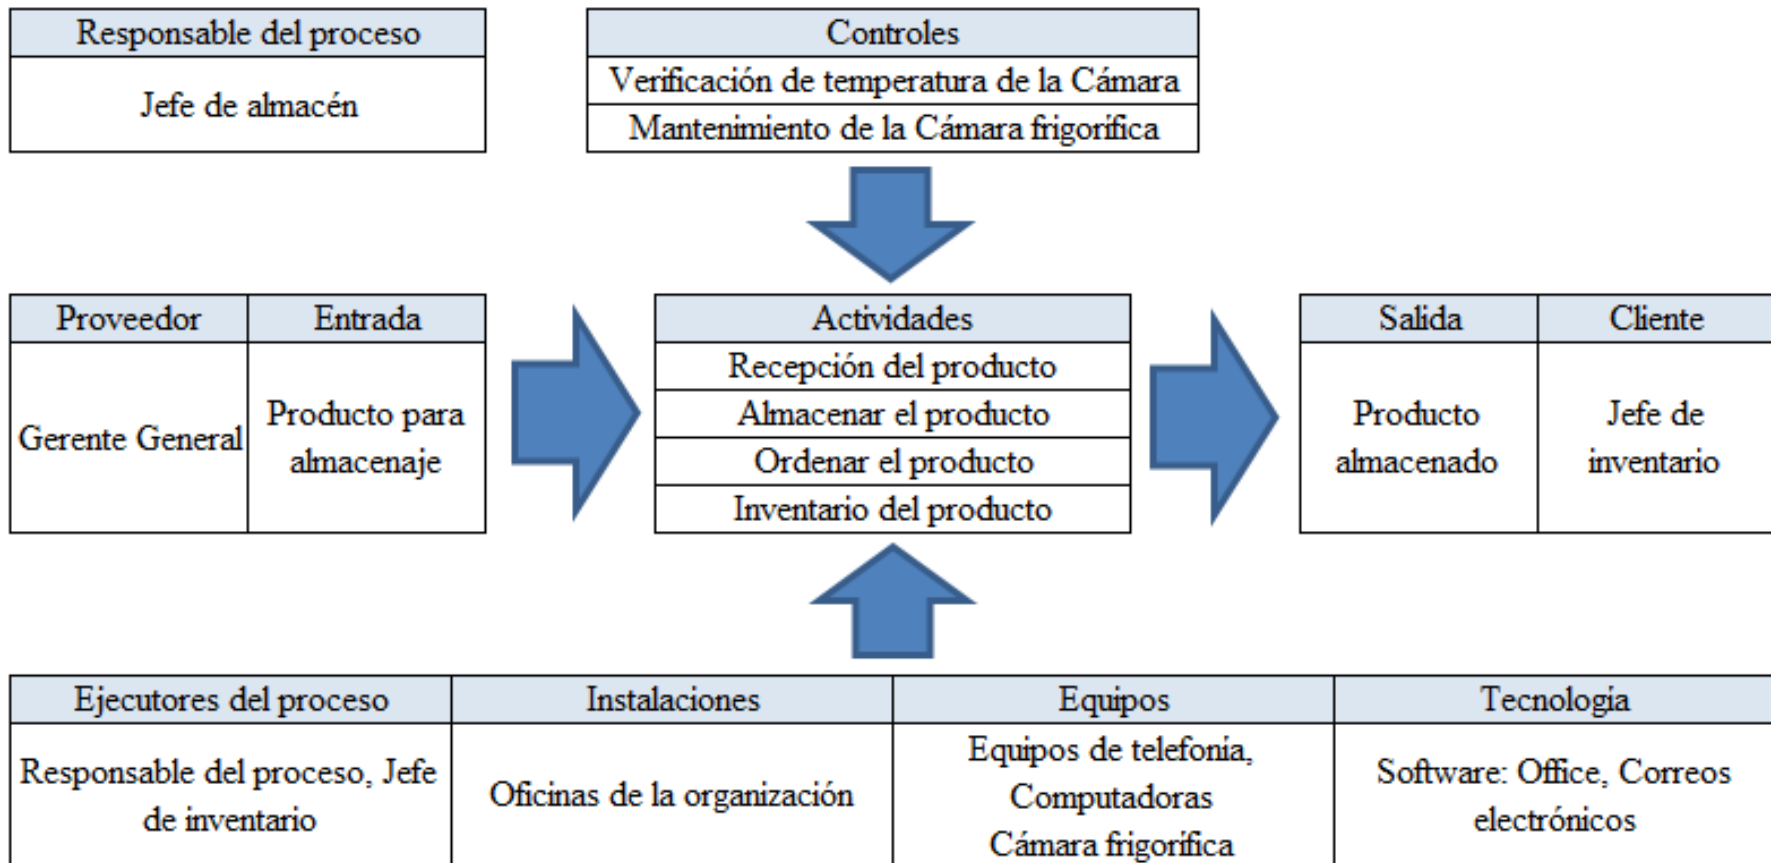 Responsable del proceso
Jefe de almacén
Controles
Verificación de temperatura de la Cámara
Mantenimiento de la Cámara frigorífica
Proveedor
Entrada
Gerente General
Producto para
almacenaje
Actividades
Recepción del producto
Almacenar el producto
Ordenar el producto
Inventario del producto
Salida
Cliente
Producto
almacenado
Jefe de
inventario
Ejecutores del proceso
Instalaciones
Equipos
Tecnología
Responsable del proceso, Jefe
de inventario
Oficinas de la organización
Equipos de telefonía,
Computadoras
Cámara frigorífica
Software: Office, Correos
electrónicos